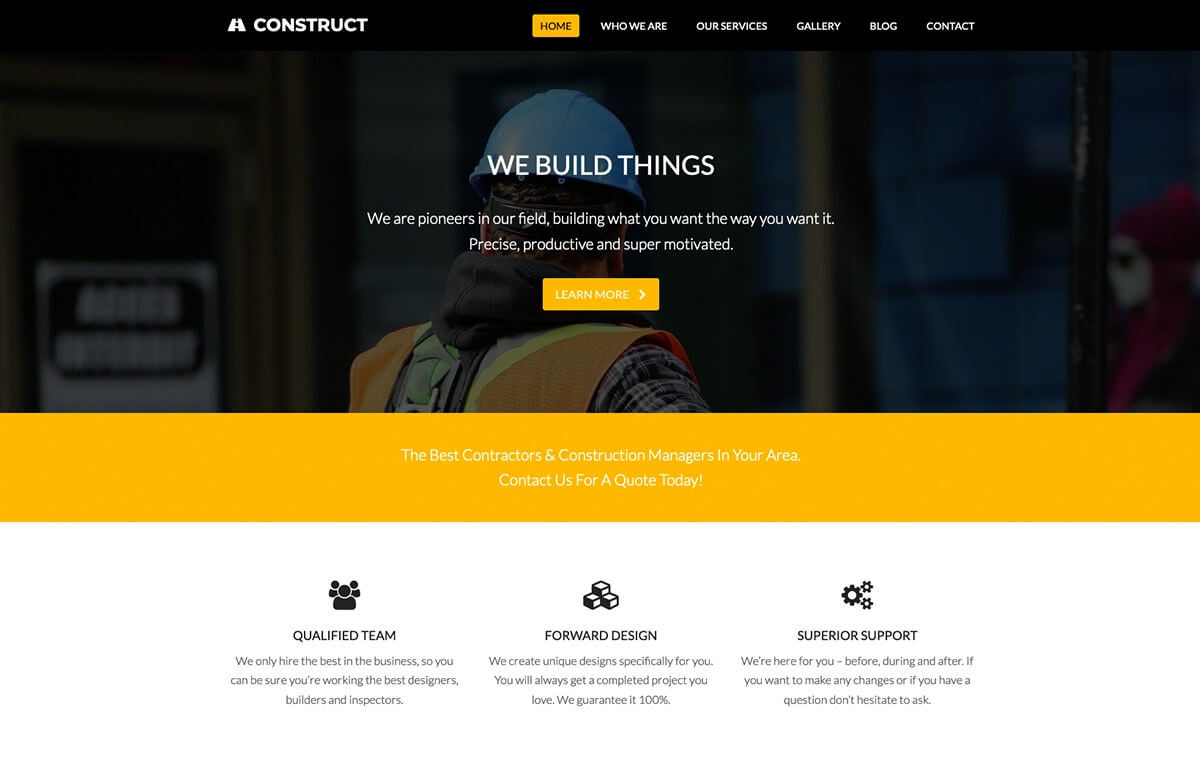 CONSTRUCT
HOME
WHO WE ARE
OUR SERVICES
GALLERY
BLOG
CONTACT
WE BUILD THINGS
We are pioneers in our field, building what you want the way you want it.
Precise, productive and super motivated.
LEARN MORE
ACCES
INTERDIT
The Best Contractors & Construction Managers In Your Area.
Contact Us For A Quote Today!
QUALIFIED TEAM
We only hire the best in the business, so you
can be sure you’re working the best designers,
builders and inspectors.
FORWARD DESIGN
We create unique designs specifically for you.
You will always get a completed project you
love. We guarantee it 100%.
SUPERIOR SUPPORT
We’re here for you – before, during and after. If
you want to make any changes or if you have a
question don’t hesitate to ask.